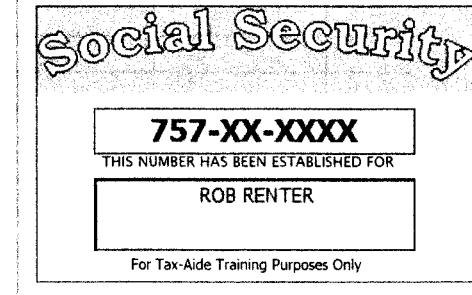 Social Security
757-XX-XXXX
THIS NUMBER HAS BEEN ESTABLISHED FOR
ROB RENTER
For Tax-Aide Training Purposes Only